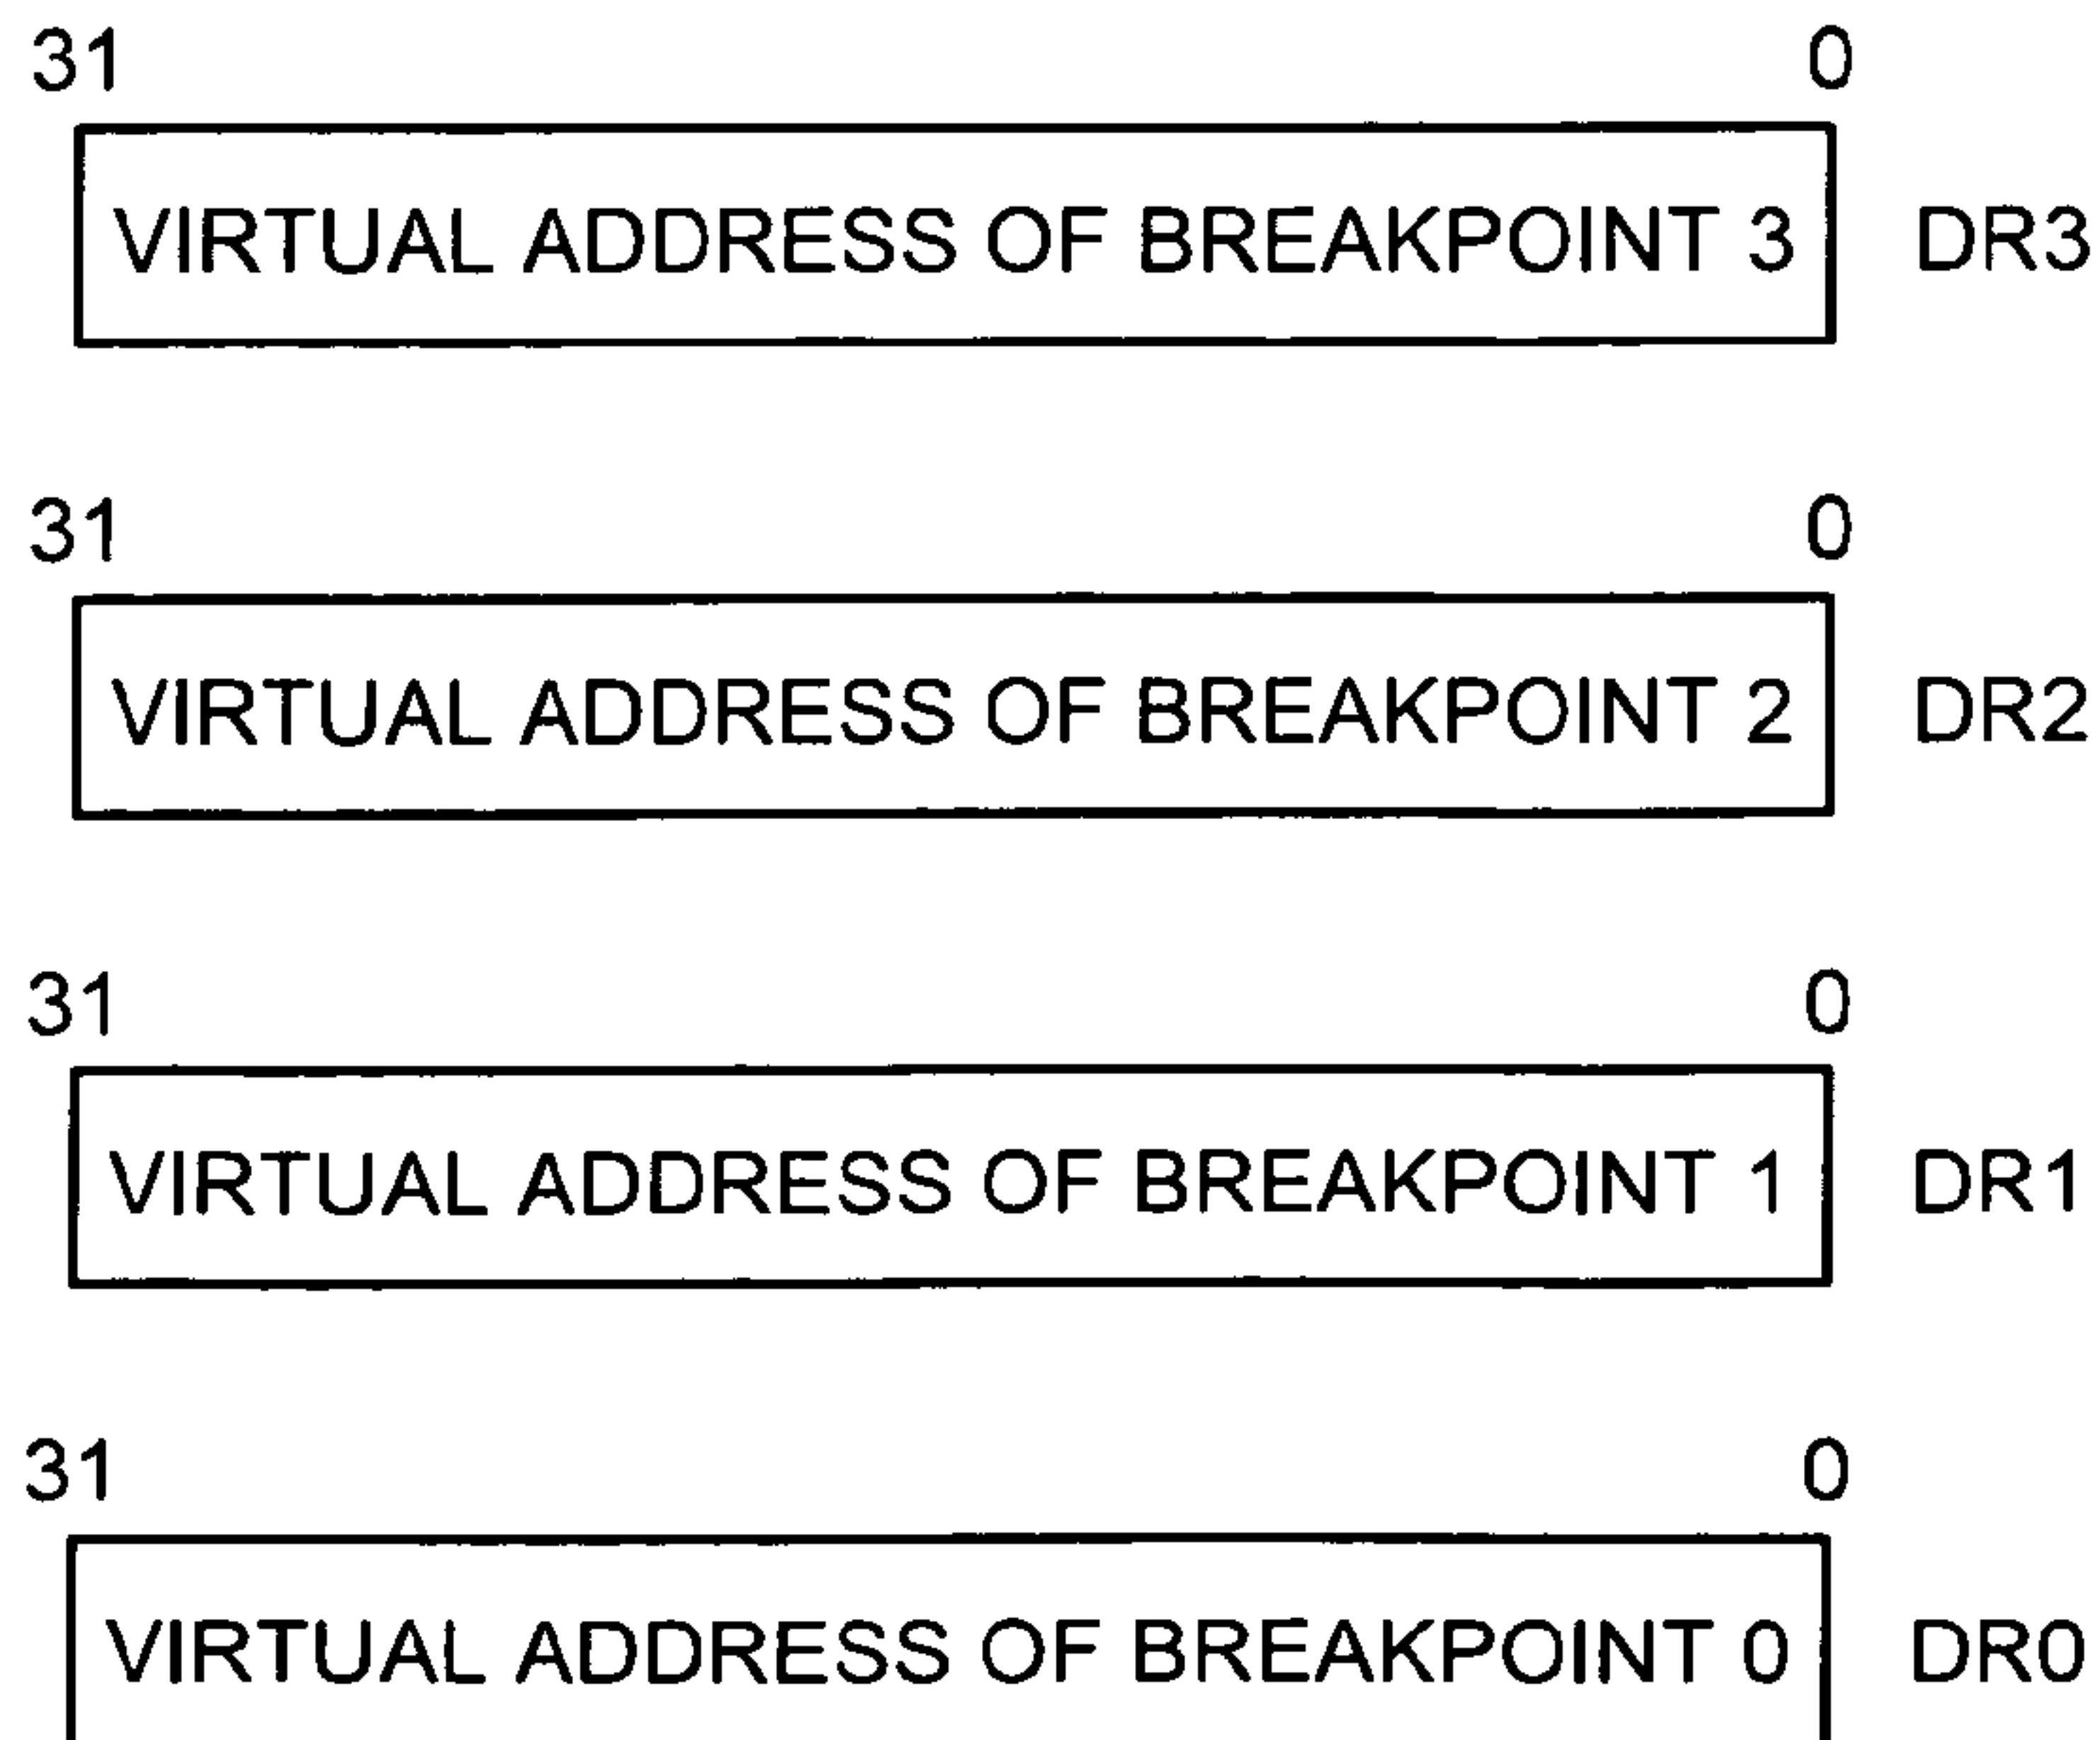 31 0
VIRTUAL ADDRESS OF BREAKPOINT 3 DR3
31 0
VIRTUAL ADDRESS OF BREAKPOINT 2 DR2
31 0
VIRTUAL ADDRESS OF BREAKPOINT 1 DR1
31 0
VIRTUAL ADDRESS OF BREAKPOINT 0 DR0